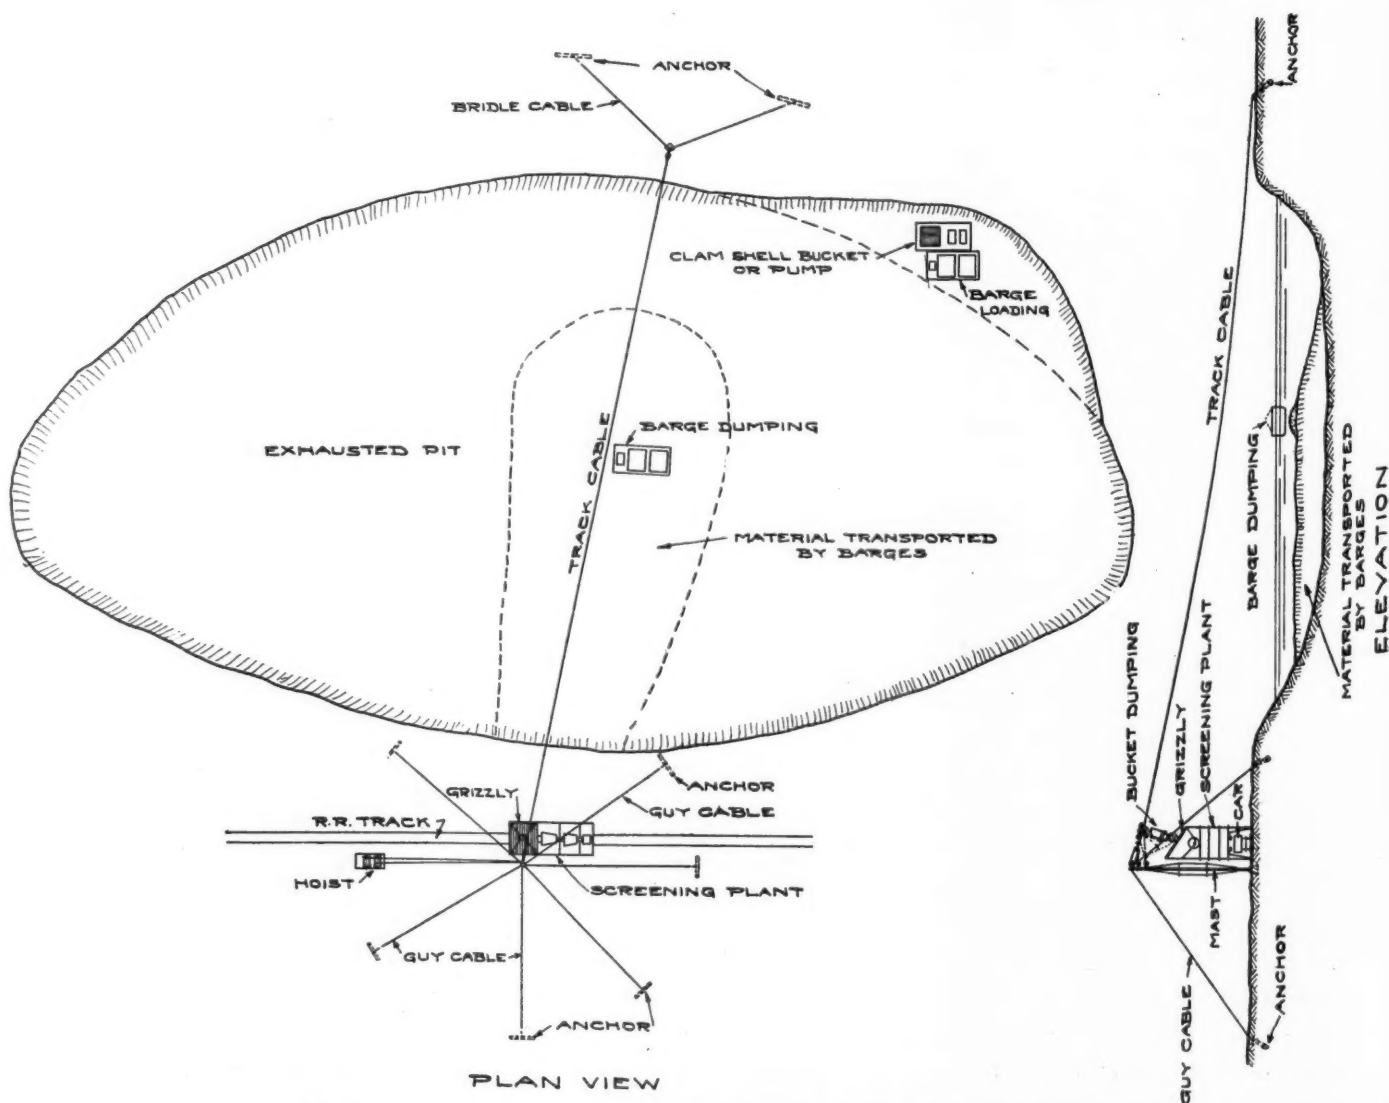 ANCHOR
BRIDLE CABLE
CLAM SHELL BUCKET
OR PUMP
BARGE
LOADING
TRACK CABLE
BARGE DUMPING
EXHAUSTED PIT
MATERIAL TRANSPORTED
BY BARGES
GRIZZLY
ANCHOR
GUY CABLE
R.R. TRACK
HOIST
SCREENING PLANT
GUY CABLE
ANCHOR
PLAN VIEW
ANCHOR
TRACK CABLE
BARGE DUMPING
MATERIAL TRANSPORTED
BY BARGES
ELEVATION
BUCKET DUMPING
GRIZZLY
SCREENING PLANT
CAR
MAST
GUY CABLE
ANCHOR